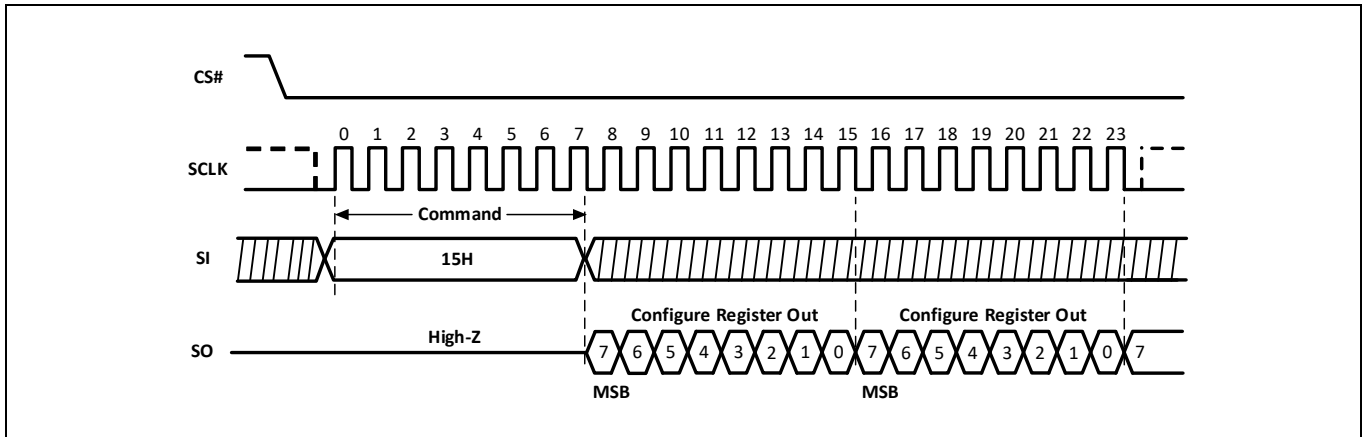 CS#
0 1 2 3 4 5 6 7 8 9 10 11 12 13 14 15 16 17 18 19 20 21 22 23
SCLK
Command
SI 15H
Configure Register Out Configure Register Out
High-Z
SO 7 6 5 4 3 2 1 0 7 6 5 4 3 2 1 0 7
MSB MSB